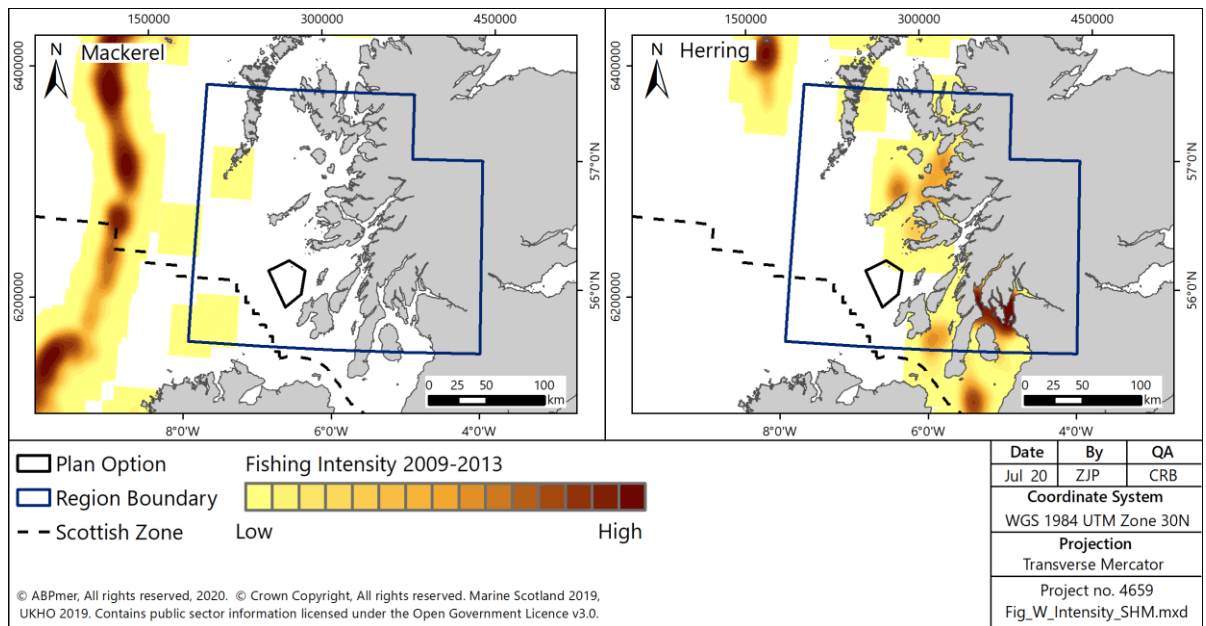 150000 300000 450000
150000 300000 450000
N Mackerel
N Herring
6400000
6400000
57°0'N
57°0'N
56°0'N
56°0'N
6200000
6200000
0 25 50 100
km
0 25 50 100
km
8°0'W 6°0'W 4°0'W
8°0'W 6°0'W 4°0'W
Plan Option
Region Boundary
Scottish Zone
Fishing Intensity 2009-2013
Low High
Date By QA
Jul 20 ZJP CRB
Coordinate System
WGS 1984 UTM Zone 30N
Projection
Transverse Mercator
Project no. 4659
Fig_W_Intensity_SHM.mxd
© ABPmer, All rights reserved, 2020. © Crown Copyright, All rights reserved. Marine Scotland 2019,
UKHO 2019. Contains public sector information licensed under the Open Government Licence v3.0.